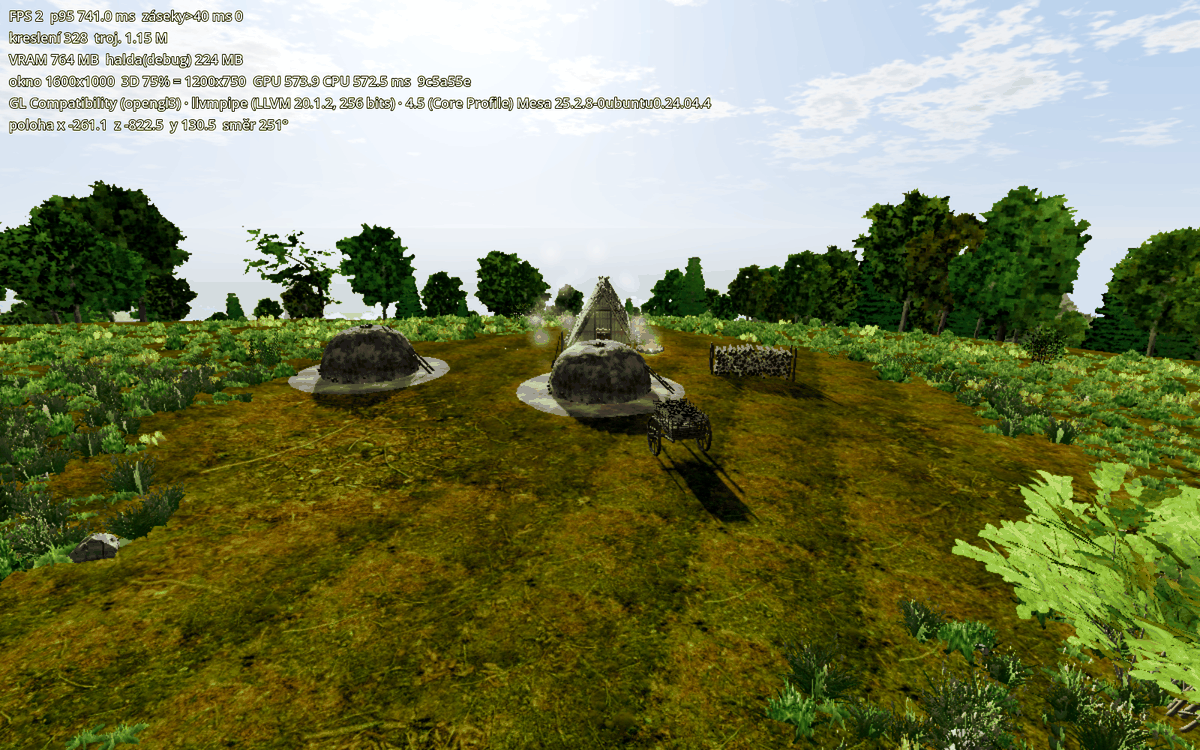 FPS 2 p95 741.0 ms záseky>40 ms 0
kreslení 328 troj. 1.15 M
VRAM 764 MB halda(debug) 224 MB
okno 1600x1000 3D 75% = 1200x750 GPU 573.9 CPU 572.5 ms 9c5a55e
GL Compatibility (opengl3) · llvmpipe (LLVM 20.1.2, 256 bits) · 4.5 (Core Profile) Mesa 25.2.8-0ubuntu0.24.04.4
poloha x -261.1 z -822.5 y 130.5 směr 251°